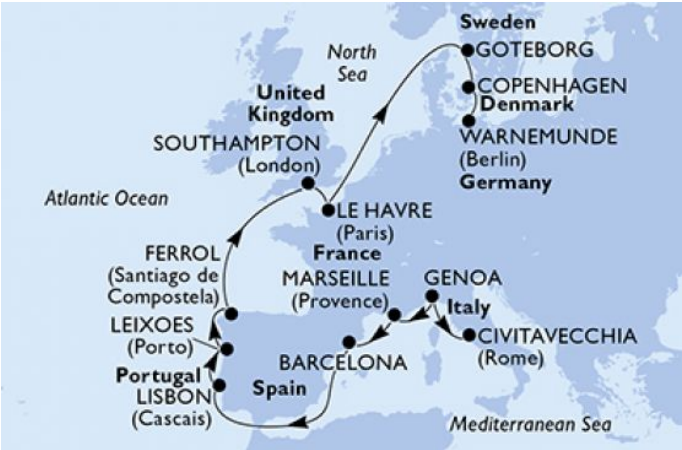 Sweden
North
Sea
GOTEBORG
COPENHAGEN
Denmark
United
Kingdom
WARNEMUNDE
(Berlin)
Germany
SOUTHAMPTON
(London)
Atlantic Ocean
LE HAVRE
(Paris)
France
FERROL
(Santiago de
Compostela)
MARSEILLE
(Provence)
GENOA
Italy
LEIXOES
(Porto)
CIVITAVECCHIA
(Rome)
BARCELONA
Portugal
Spain
LISBON
(Cascais)
Mediterranean Sea